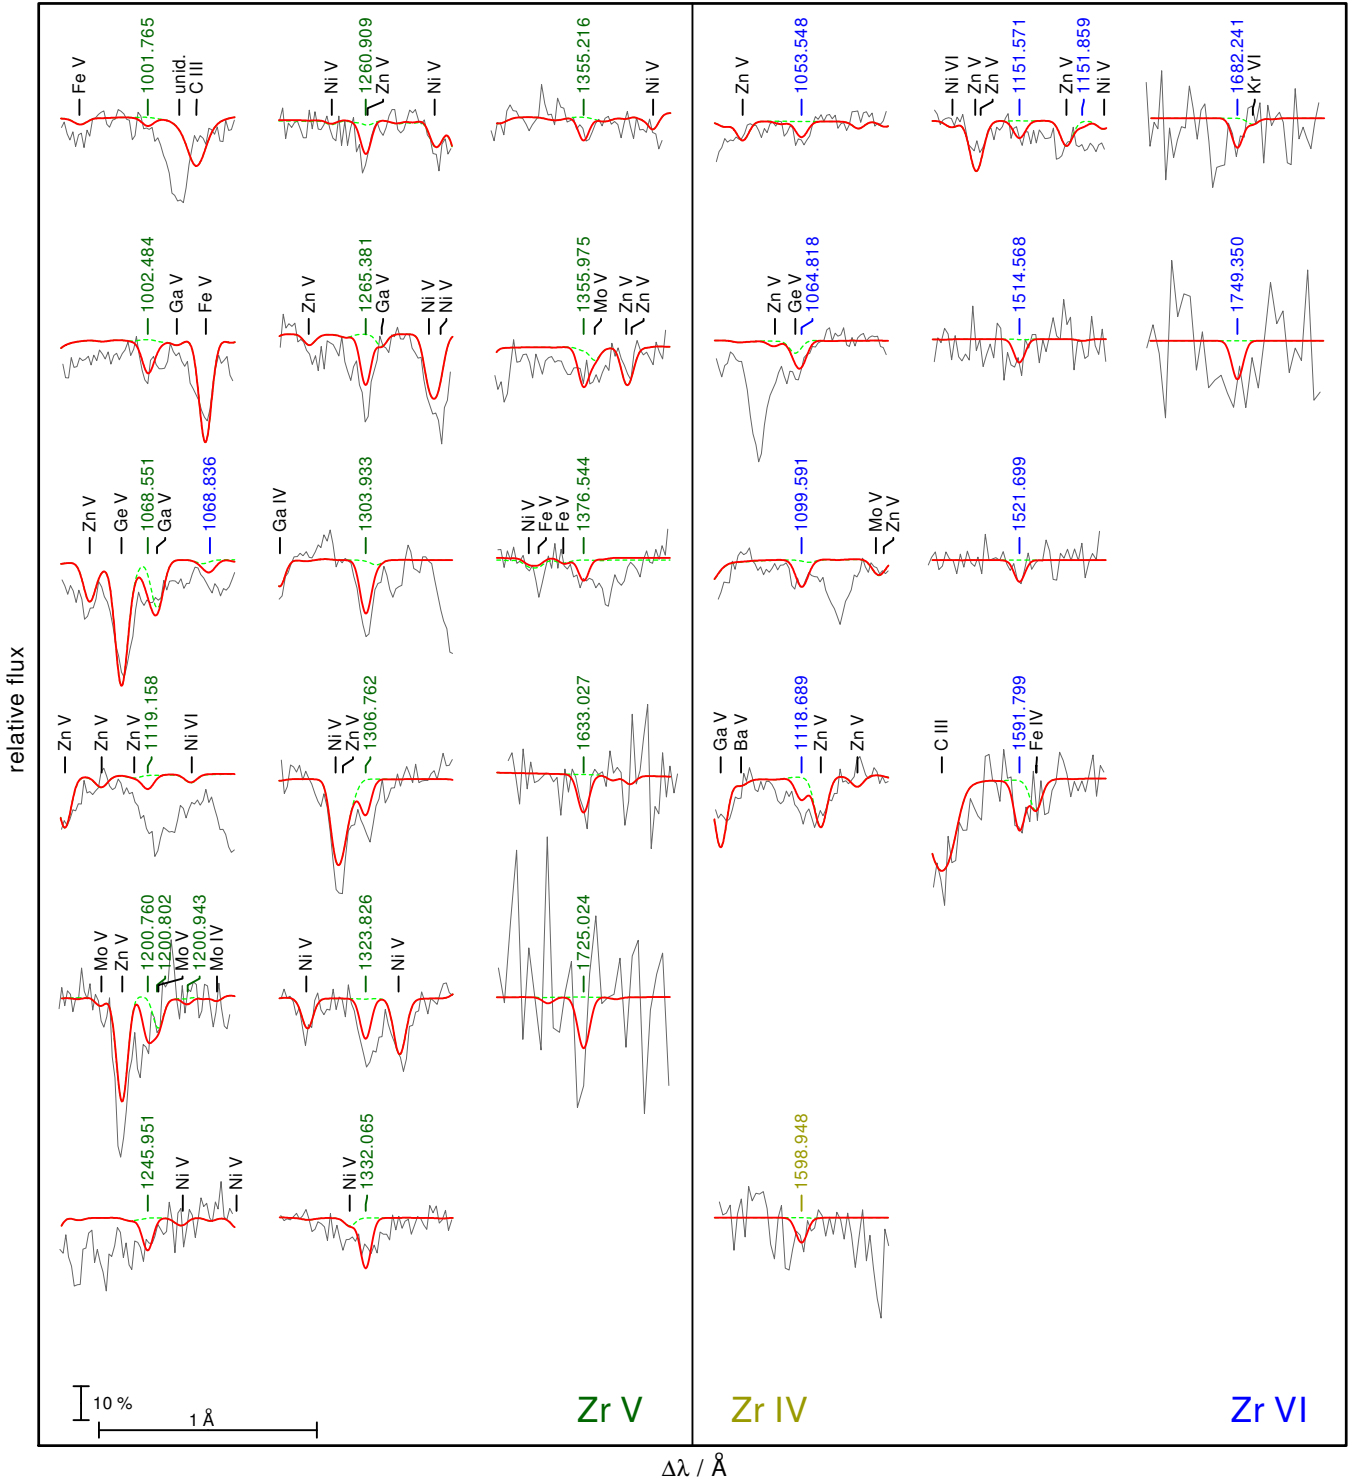 Fe V
1001.765
unid.
C III
Ni V
1260.909
Zn V
Ni V
1355.216
Ni V
Zn V
1053.548
Ni VI
Zn V
Zn V
1151.571
Zn V
1151.859
Ni V
1682.241
Kr VI
1002.484
Ga V
Fe V
Zn V
1265.381
Ga V
Ni V
Ni V
1355.975
Mo V
Zn V
Zn V
Zn V
Ge V
1064.818
1514.568
1749.350
Zn V
Ge V
1068.551
Ga V
1068.836
Ga IV
1303.933
Ni V
Fe V
Fe V
1376.544
1099.591
Mo V
Zn V
1521.699
relative flux
Zn V
Zn V
Zn V
1119.158
Ni VI
Ni V
Zn V
1306.762
1633.027
Ga V
Ba V
1118.689
Zn V
Zn V
C III
1591.799
Fe IV
Mo V
Zn V
1200.760
1200.802
Mo V
1200.943
Mo IV
Ni V
1323.826
Ni V
1725.024
1245.951
Ni V
Ni V
Ni V
1332.065
1598.948
10 %
1 Å
Zr V
Zr IV
Zr VI
Δλ / Å